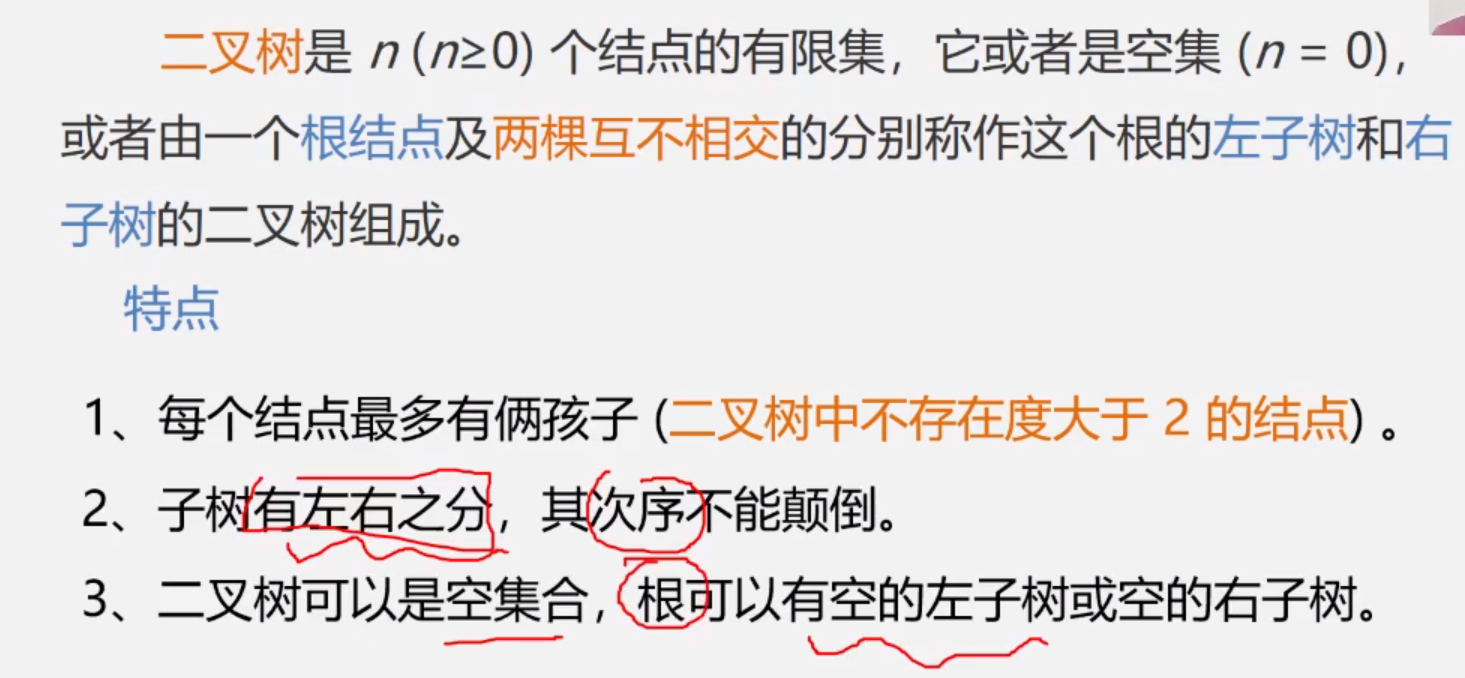 二叉树是 n (n≥0) 个结点的有限集，它或者是空集 (n = 0)，
或者由一个根结点及两棵互不相交的分别称作这个根的左子树和右
子树的二叉树组成。
特点
1、每个结点最多有俩孩子 (二叉树中不存在度大于 2 的结点) 。
2、子树有左右之分，其次序不能颠倒。
3、二叉树可以是空集合，根可以有空的左子树或空的右子树。